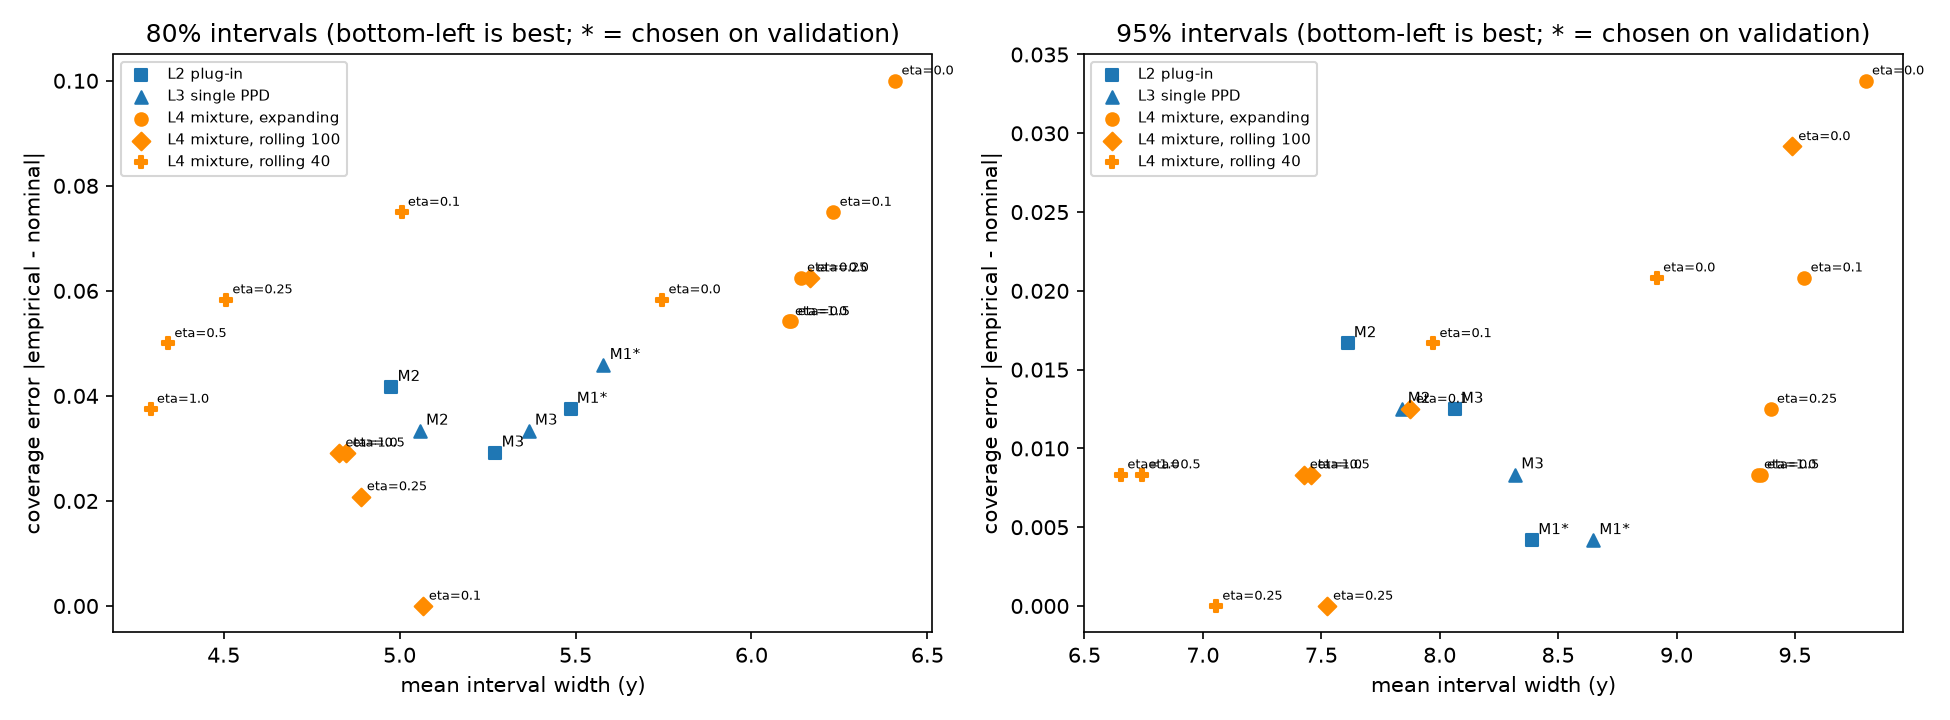 80% intervals (bottom-left is best; * = chosen on validation)
L2 plug-in
L3 single PPD
L4 mixture, expanding
L4 mixture, rolling 100
L4 mixture, rolling 40
coverage error |empirical - nominal|
0.10
0.08
0.06
0.04
0.02
0.00
eta=0.0
eta=0.1
eta=0.1
eta=0.25
eta=0.0
eta=0.5
M1*
eta=1.0
M2
M1*
M2
M3
M3
eta=0.25
eta=0.1
4.5 5.0 5.5 6.0 6.5
mean interval width (y)
95% intervals (bottom-left is best; * = chosen on validation)
L2 plug-in
L3 single PPD
L4 mixture, expanding
L4 mixture, rolling 100
L4 mixture, rolling 40
coverage error |empirical - nominal|
0.035
0.030
0.025
0.020
0.015
0.010
0.005
0.000
eta=0.0
eta=0.0
eta=0.0
eta=0.1
M2
eta=0.1
M2
eta=0.1
M3
eta=0.25
M3
M1*
M1*
eta=0.25
eta=0.25
6.5 7.0 7.5 8.0 8.5 9.0 9.5
mean interval width (y)